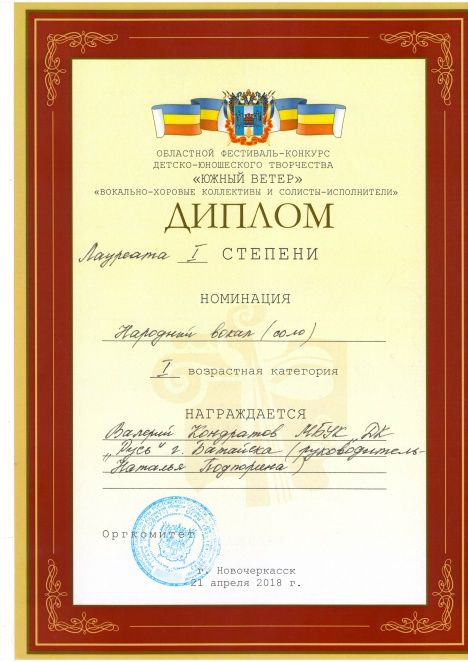 ОБЛАСТНОЙ ФЕСТИВАЛЬ-КОНКУРС
ДЕТСКО-ЮНОШЕСКОГО ТВОРЧЕСТВА
«ЮЖНЫЙ ВЕТЕР»
«ВОКАЛЬНО-ХОРОВЫЕ КОЛЛЕКТИВЫ И СОЛИСТЫ-ИСПОЛНИТЕЛИ»
ДИПЛОМ
Лауреата I СТЕПЕНИ
НОМИНАЦИЯ
Народный вокал (соло)
I возрастная категория
НАГРАЖДАЕТСЯ
Валерий Кондратов МБУК „ДК
„Русь" г. Батайска (руководитель-
Наталья Подпорина)
Оргкомитет
г. Новочеркасск
21 апреля 2018 г.